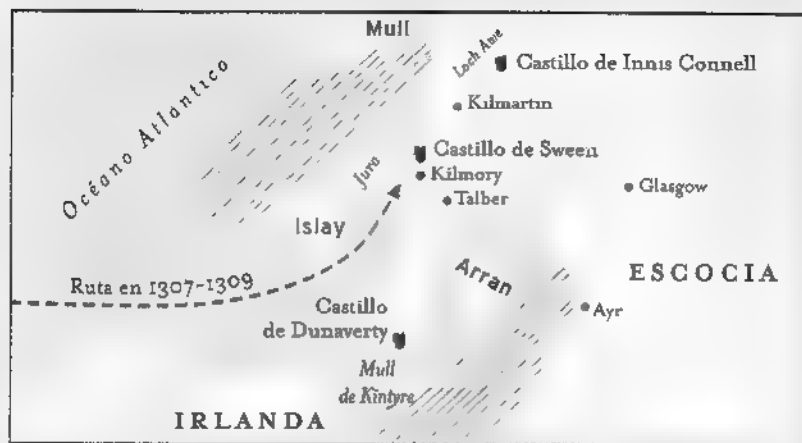 Mull
Loch Awe
Castillo de Innis Connell
Océano Atlántico
Kilmartin
Castillo de Sween
Jura
Kilmory
Talber
Glasgow
Islay
Arran
ESCOCIA
Ruta en 1307-1309
Castillo
de Dunaverty
Ayr
Mull
de Kintyre
IRLANDA